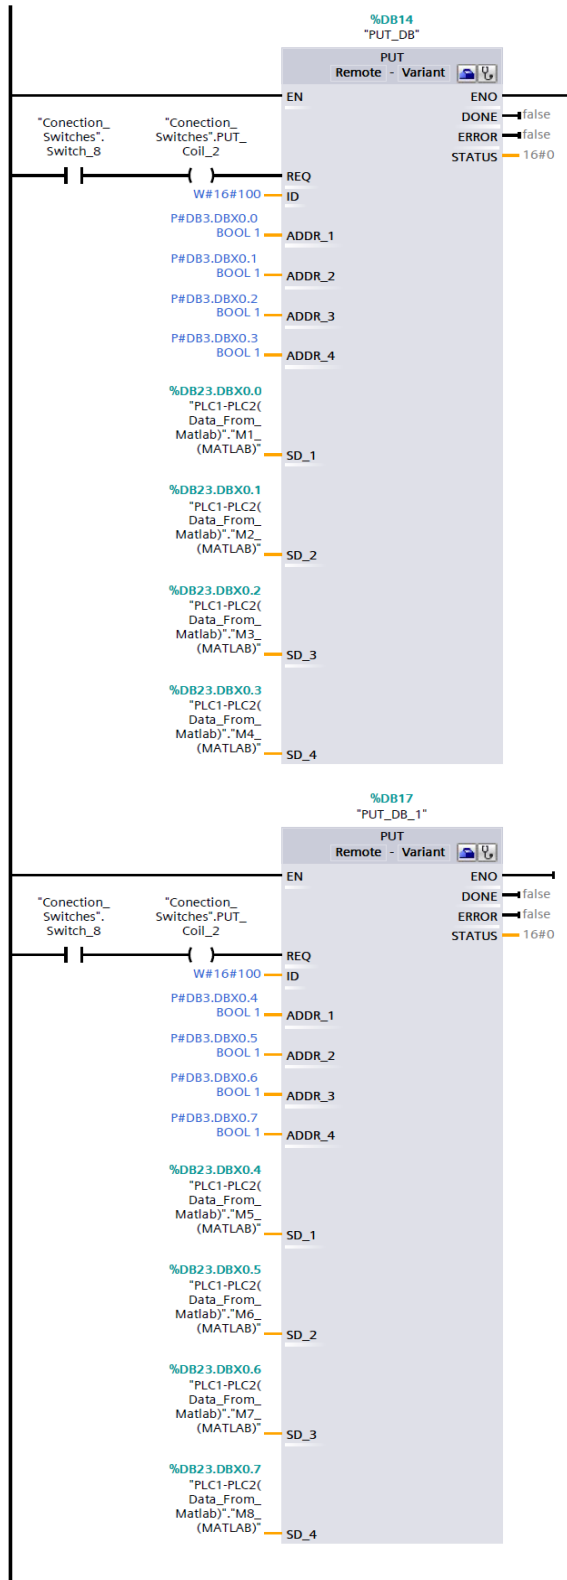 %DB14
"PUT_DB"
PUT
Remote - Variant
EN ENO
DONE false
ERROR false
STATUS 16#0
"Conection_
Switches".
Switch_8
"Conection_
Switches".PUT_
Coil_2
REQ
W#16#100 ID
P#DB3.DBX0.0
BOOL 1 ADDR_1
P#DB3.DBX0.1
BOOL 1 ADDR_2
P#DB3.DBX0.2
BOOL 1 ADDR_3
P#DB3.DBX0.3
BOOL 1 ADDR_4
%DB23.DBX0.0
"PLC1-PLC2(
Data_From_
Matlab)"."M1_
(MATLAB)" SD_1
%DB23.DBX0.1
"PLC1-PLC2(
Data_From_
Matlab)"."M2_
(MATLAB)" SD_2
%DB23.DBX0.2
"PLC1-PLC2(
Data_From_
Matlab)"."M3_
(MATLAB)" SD_3
%DB23.DBX0.3
"PLC1-PLC2(
Data_From_
Matlab)"."M4_
(MATLAB)" SD_4
%DB17
"PUT_DB_1"
PUT
Remote - Variant
EN ENO
DONE false
ERROR false
STATUS 16#0
"Conection_
Switches".
Switch_8
"Conection_
Switches".PUT_
Coil_2
REQ
W#16#100 ID
P#DB3.DBX0.4
BOOL 1 ADDR_1
P#DB3.DBX0.5
BOOL 1 ADDR_2
P#DB3.DBX0.6
BOOL 1 ADDR_3
P#DB3.DBX0.7
BOOL 1 ADDR_4
%DB23.DBX0.4
"PLC1-PLC2(
Data_From_
Matlab)"."M5_
(MATLAB)" SD_1
%DB23.DBX0.5
"PLC1-PLC2(
Data_From_
Matlab)"."M6_
(MATLAB)" SD_2
%DB23.DBX0.6
"PLC1-PLC2(
Data_From_
Matlab)"."M7_
(MATLAB)" SD_3
%DB23.DBX0.7
"PLC1-PLC2(
Data_From_
Matlab)"."M8_
(MATLAB)" SD_4